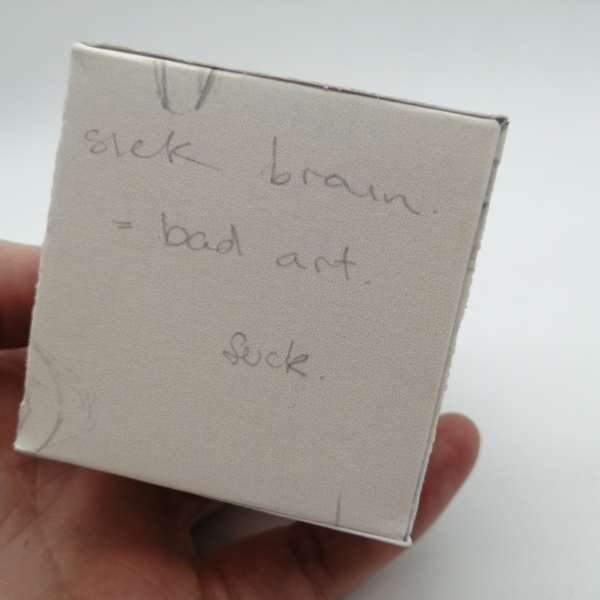 sick brain.
= bad art.
suck.